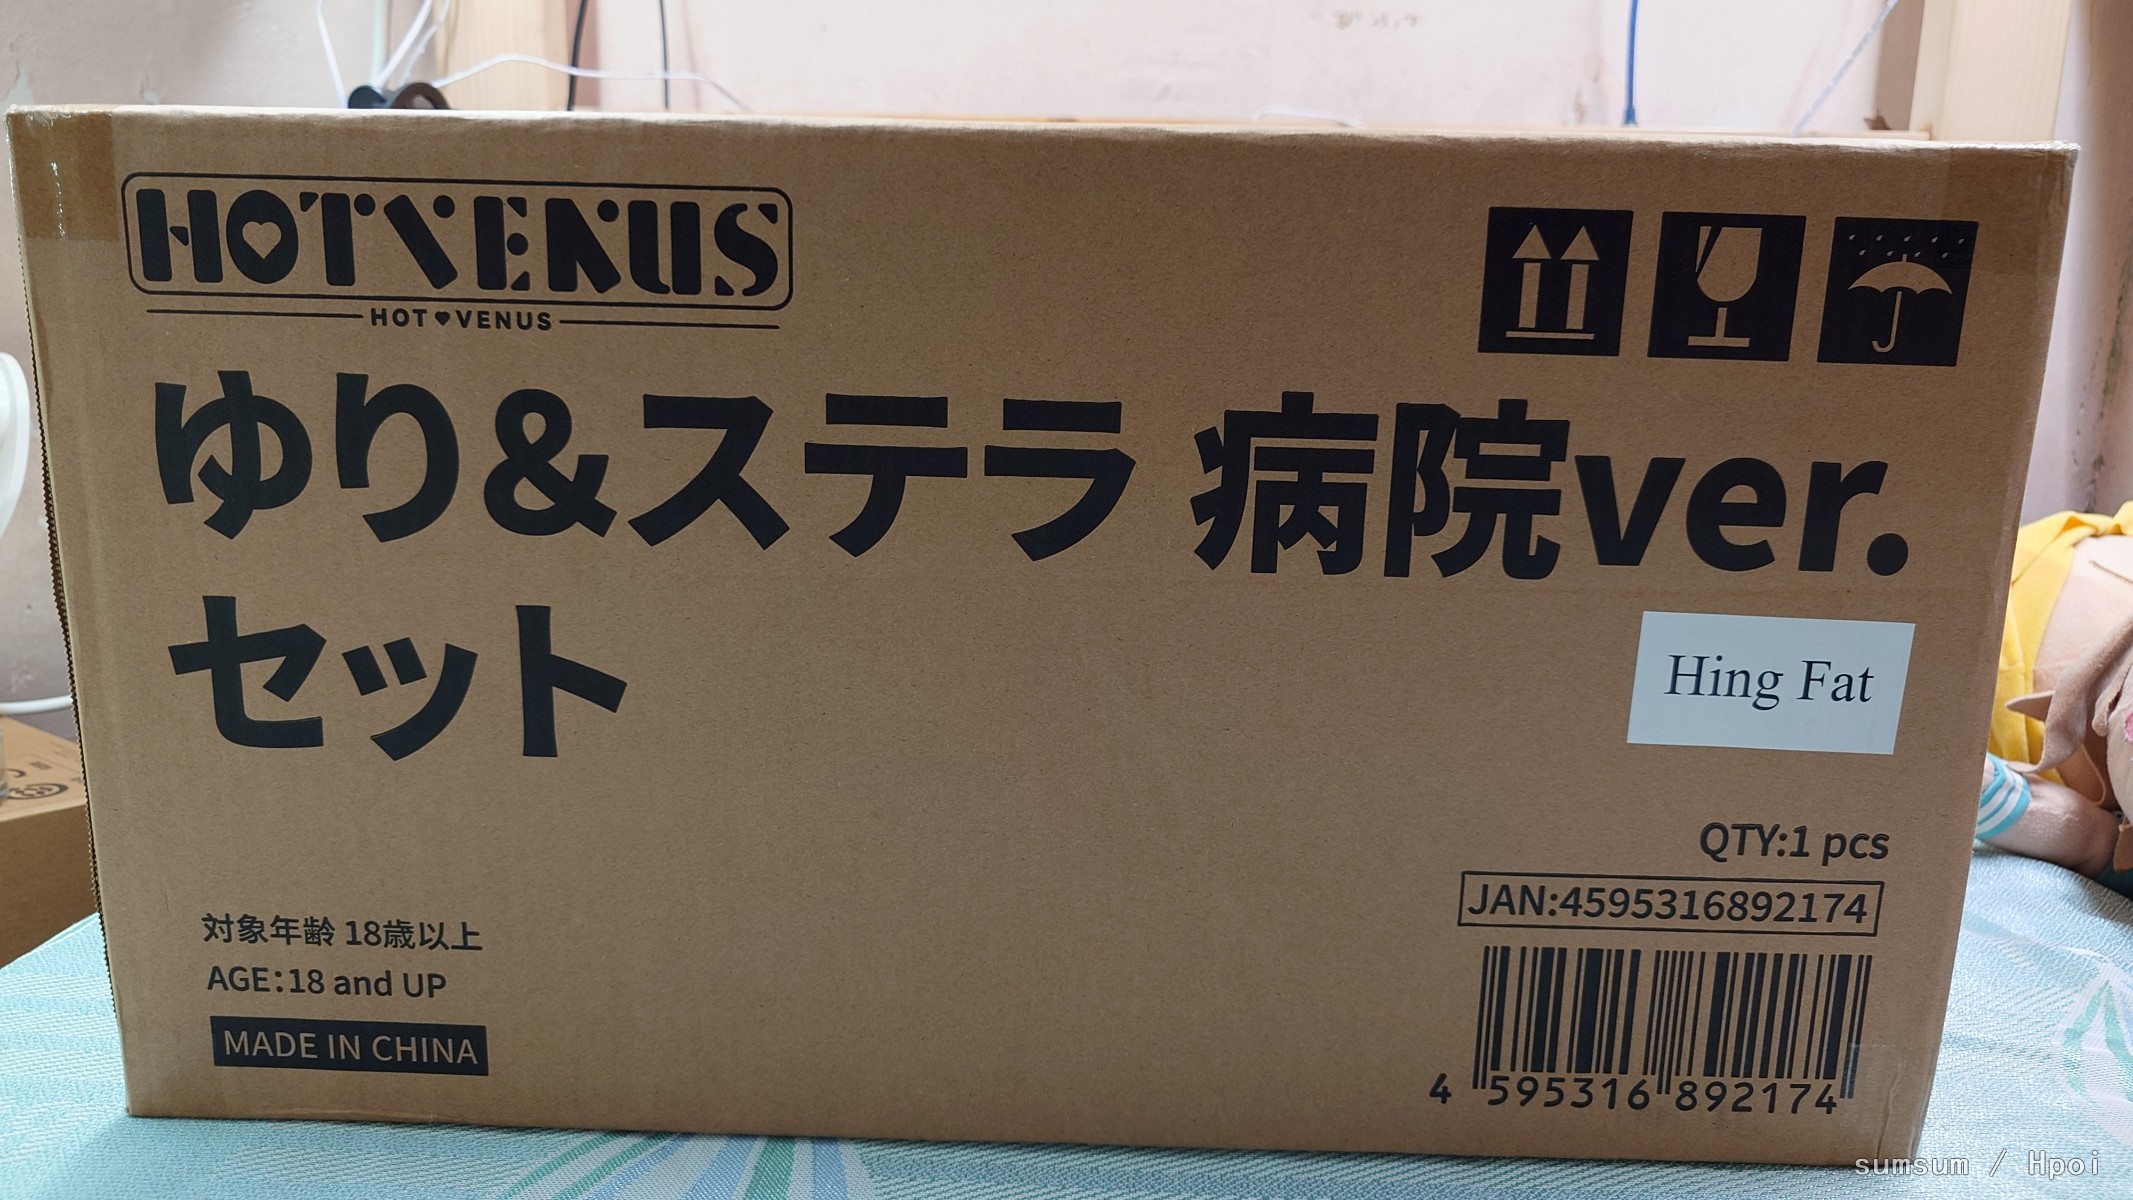 HOTVENUS
HOT♥VENUS
ゆり&ステラ 病院ver.
セット
Hing Fat
QTY:1 pcs
JAN:4595316892174
4 595316 892174
対象年齢 18歳以上
AGE:18 and UP
MADE IN CHINA
sumsum / Hpoi